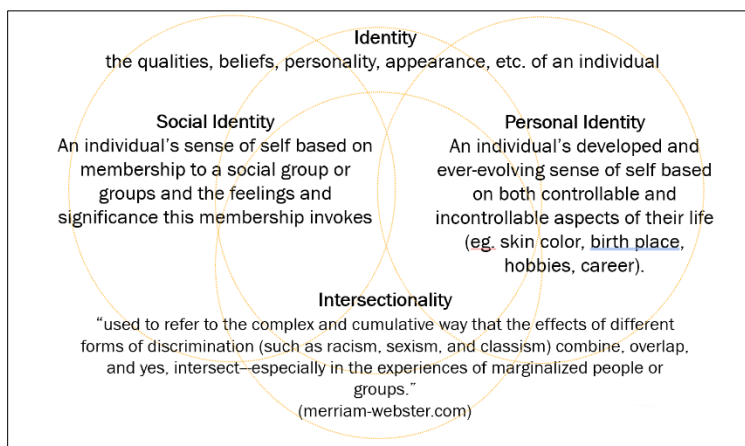 Identity
the qualities, beliefs, personality, appearance, etc. of an individual
Social Identity
An individual's sense of self based on
membership to a social group or
groups and the feelings and
significance this membership invokes
Personal Identity
An individual's developed and
ever-evolving sense of self based
on both controllable and
incontrollable aspects of their life
(eg. skin color, birth place,
hobbies, career).
Intersectionality
“used to refer to the complex and cumulative way that the effects of different
forms of discrimination (such as racism, sexism, and classism) combine, overlap,
and yes, intersect—especially in the experiences of marginalized people or
groups.”
(merriam-webster.com)